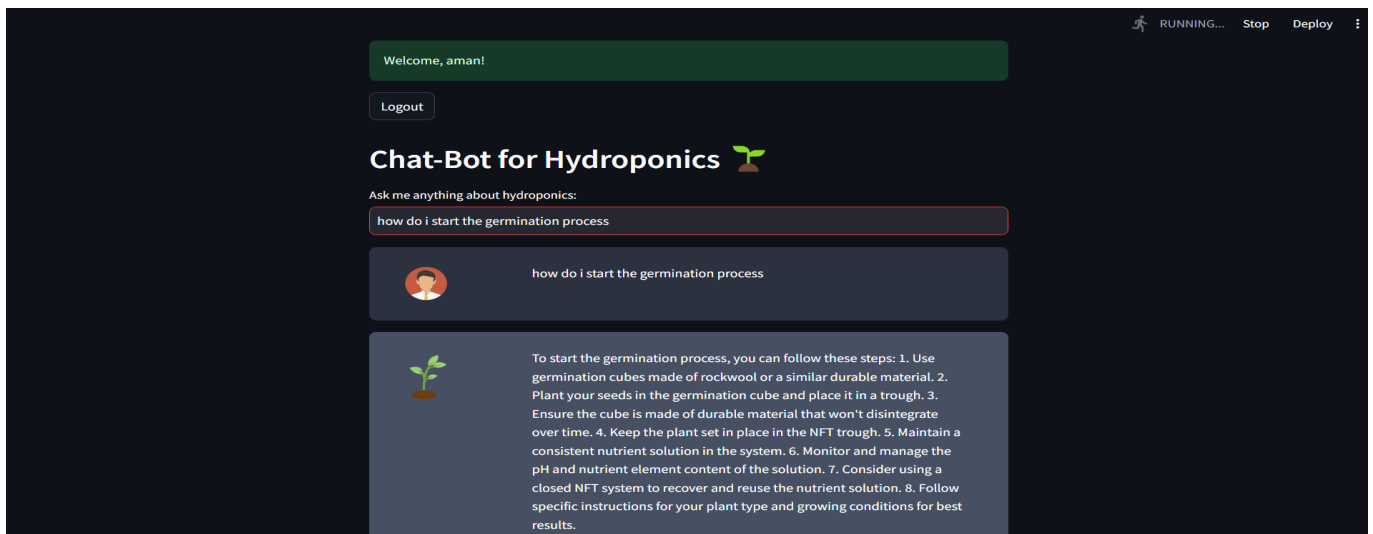 RUNNING... Stop Deploy
Welcome, aman!
Logout
Chat-Bot for Hydroponics
Ask me anything about hydroponics:
how do i start the germination process
how do i start the germination process
To start the germination process, you can follow these steps: 1. Use
germination cubes made of rockwool or a similar durable material. 2.
Plant your seeds in the germination cube and place it in a trough. 3.
Ensure the cube is made of durable material that won't disintegrate
over time. 4. Keep the plant set in place in the NFT trough. 5. Maintain a
consistent nutrient solution in the system. 6. Monitor and manage the
pH and nutrient element content of the solution. 7. Consider using a
closed NFT system to recover and reuse the nutrient solution. 8. Follow
specific instructions for your plant type and growing conditions for best
results.